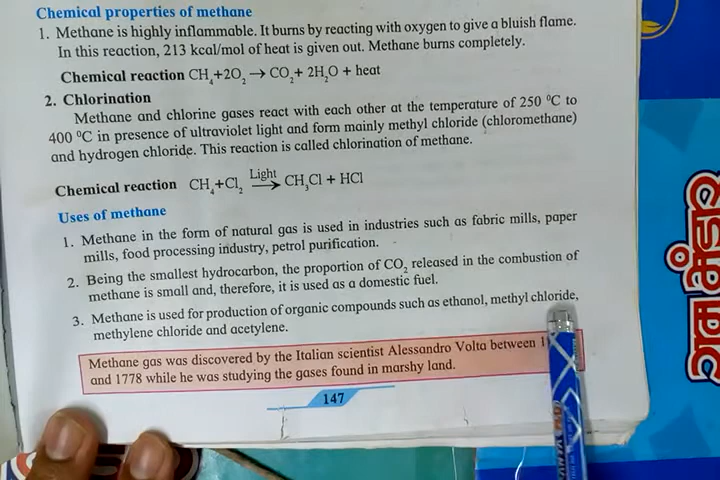 Chemical properties of methane
1. Methane is highly inflammable. It burns by reacting with oxygen to give a bluish flame.
In this reaction, 213 kcal/mol of heat is given out. Methane burns completely.
Chemical reaction CH₄+2O₂ → CO₂+ 2H₂O + heat
2. Chlorination
Methane and chlorine gases react with each other at the temperature of 250 ⁰C to
400 ⁰C in presence of ultraviolet light and form mainly methyl chloride (chloromethane)
and hydrogen chloride. This reaction is called chlorination of methane.
Light
Chemical reaction CH₄+Cl₂ → CH₃Cl + HCl
Uses of methane
1. Methane in the form of natural gas is used in industries such as fabric mills, paper
mills, food processing industry, petrol purification.
2. Being the smallest hydrocarbon, the proportion of CO₂ released in the combustion of
methane is small and, therefore, it is used as a domestic fuel.
3. Methane is used for production of organic compounds such as ethanol, methyl chloride,
methylene chloride and acetylene.
Methane gas was discovered by the Italian scientist Alessandro Volta between
and 1778 while he was studying the gases found in marshy land.
147